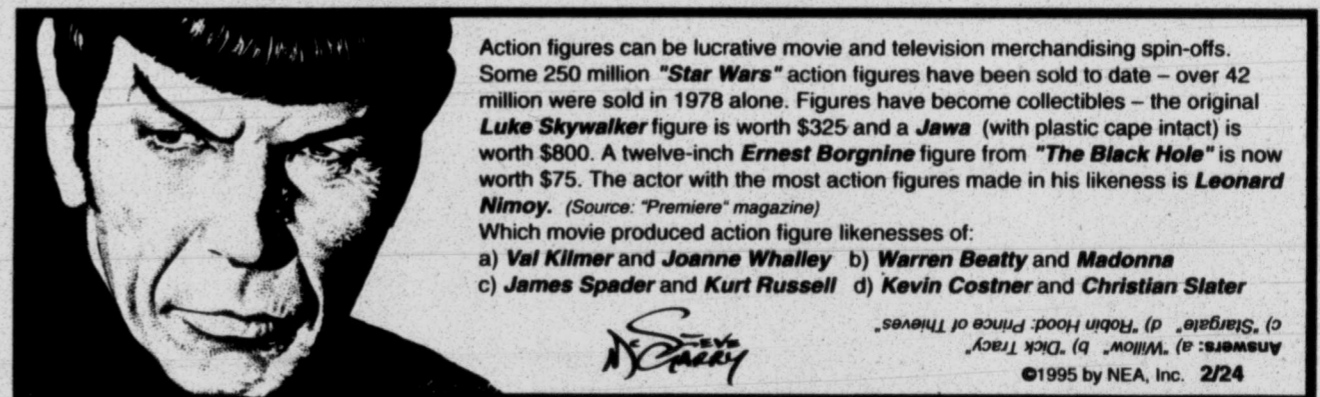 Action figures can be lucrative movie and television merchandising spin-offs.
Some 250 million "Star Wars" action figures have been sold to date – over 42
million were sold in 1978 alone. Figures have become collectibles – the original
Luke Skywalker figure is worth $325 and a Jawa (with plastic cape intact) is
worth $800. A twelve-inch Ernest Borgnine figure from "The Black Hole" is now
worth $75. The actor with the most action figures made in his likeness is Leonard
Nimoy. (Source: "Premiere" magazine)
Which movie produced action figure likenesses of:
a) Val Kilmer and Joanne Whalley b) Warren Beatty and Madonna
c) James Spader and Kurt Russell d) Kevin Costner and Christian Slater
STEVE
McGARRY
Answers: a) "Willow" b) "Dick Tracy"
c) "Stargate" d) "Robin Hood: Prince of Thieves"
©1995 by NEA, Inc. 2/24